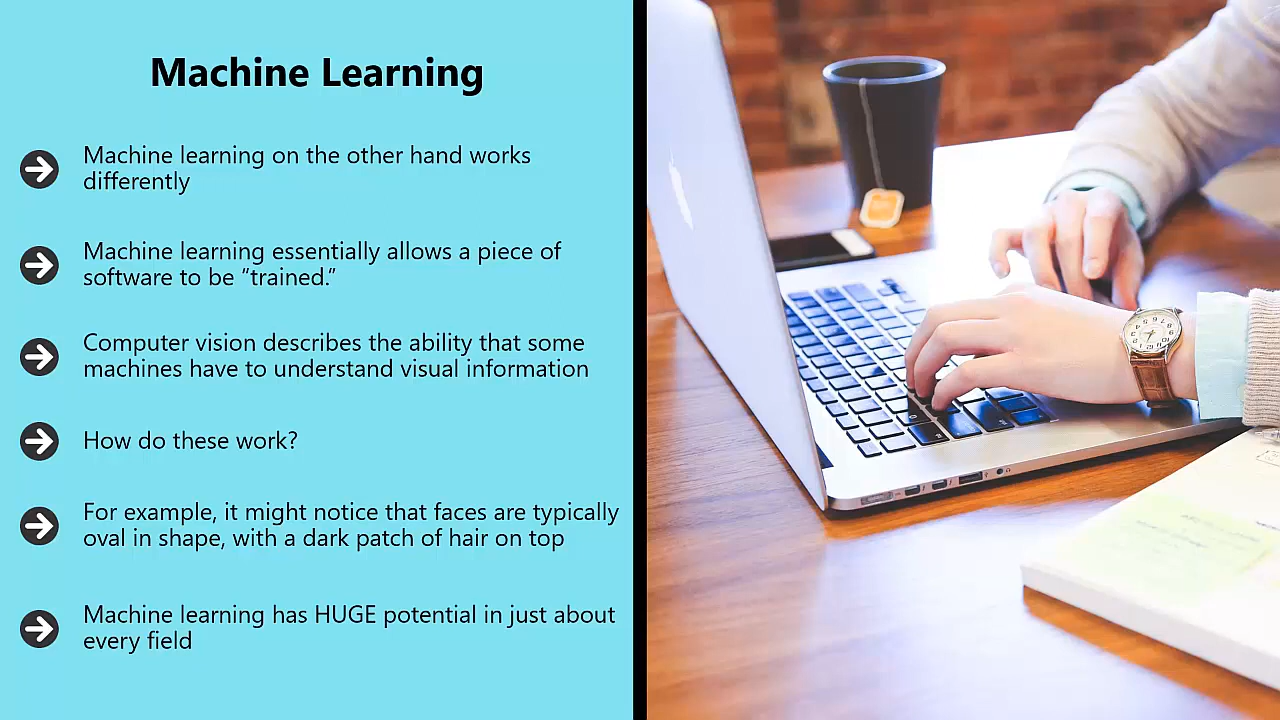 Machine Learning
Machine learning on the other hand works
differently
Machine learning essentially allows a piece of
software to be “trained.”
Computer vision describes the ability that some
machines have to understand visual information
How do these work?
For example, it might notice that faces are typically
oval in shape, with a dark patch of hair on top
Machine learning has HUGE potential in just about
every field